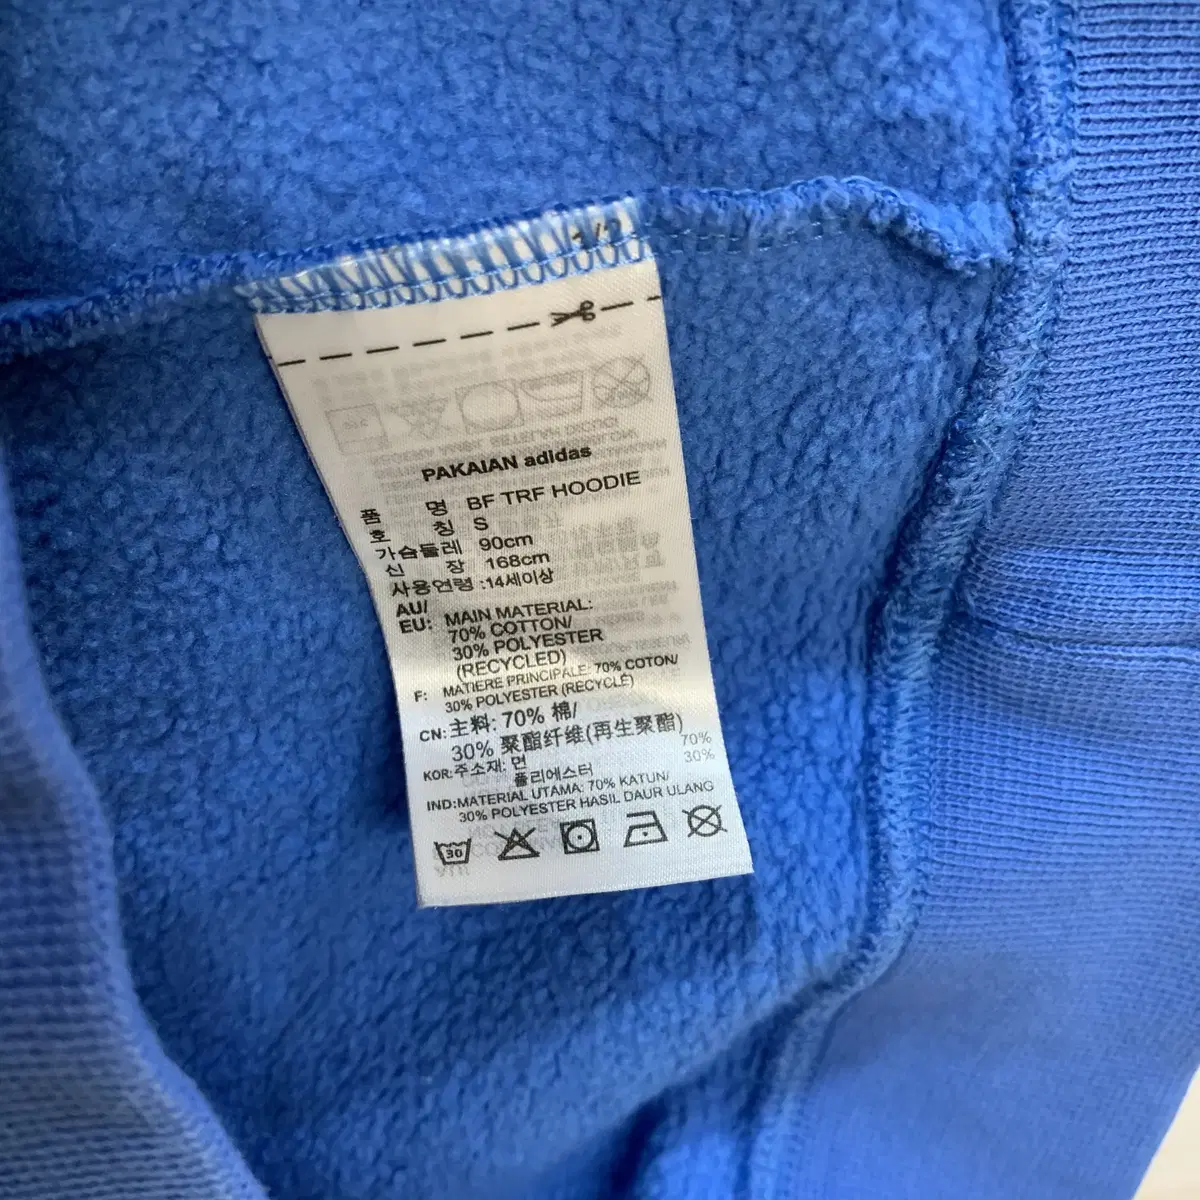 PAKAIAN adidas
품 명 BF TRF HOODIE
호 칭 S
가슴둘레 90cm
신 장 168cm
사용연령 :14세이상
AU/
EU: MAIN MATERIAL:
70% COTTON/
30% POLYESTER
(RECYCLED)
F: MATIERE PRINCIPALE: 70% COTON/
30% POLYESTER (RECYCLÉ)
CN: 主料: 70% 棉/
30% 聚酯纤维(再生聚酯)
KOR: 주소재: 면 70%
폴리에스터 30%
IND: MATERIAL UTAMA: 70% KATUN/
30% POLYESTER HASIL DAUR ULANG
30